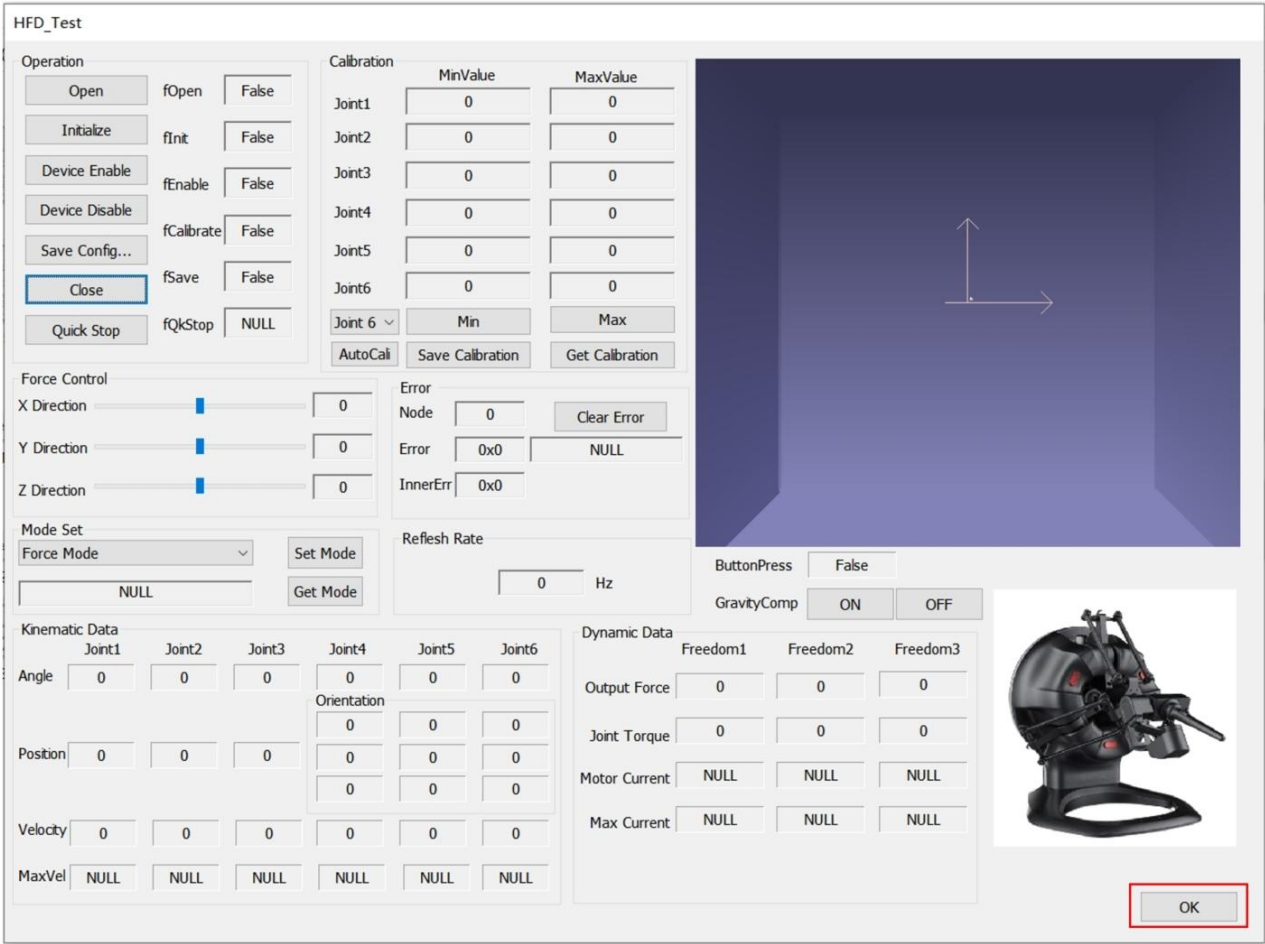 HFD_Test
Operation
Open fOpen False
Initialize fInit False
Device Enable fEnable False
Device Disable fCalibrate False
Save Config...
Close fSave False
Quick Stop fQkStop NULL
Calibration
MinValue MaxValue
Joint1 0 0
Joint2 0 0
Joint3 0 0
Joint4 0 0
Joint5 0 0
Joint6 0 0
Joint 6 Min Max
AutoCali Save Calibration Get Calibration
Force Control
X Direction 0
Y Direction 0
Z Direction 0
Error
Node 0 Clear Error
Error 0x0 NULL
InnerErr 0x0
Mode Set
Force Mode Set Mode
NULL Get Mode
Reflesh Rate
0 Hz
ButtonPress False
GravityComp ON OFF
Kinematic Data
Joint1 Joint2 Joint3 Joint4 Joint5 Joint6
Angle 0 0 0 0 0 0
Orientation
0 0 0
Position 0 0 0 0 0 0
0 0 0
Velocity 0 0 0 0 0 0
MaxVel NULL NULL NULL NULL NULL NULL
Dynamic Data
Freedom1 Freedom2 Freedom3
Output Force 0 0 0
Joint Torque 0 0 0
Motor Current NULL NULL NULL
Max Current NULL NULL NULL
OK